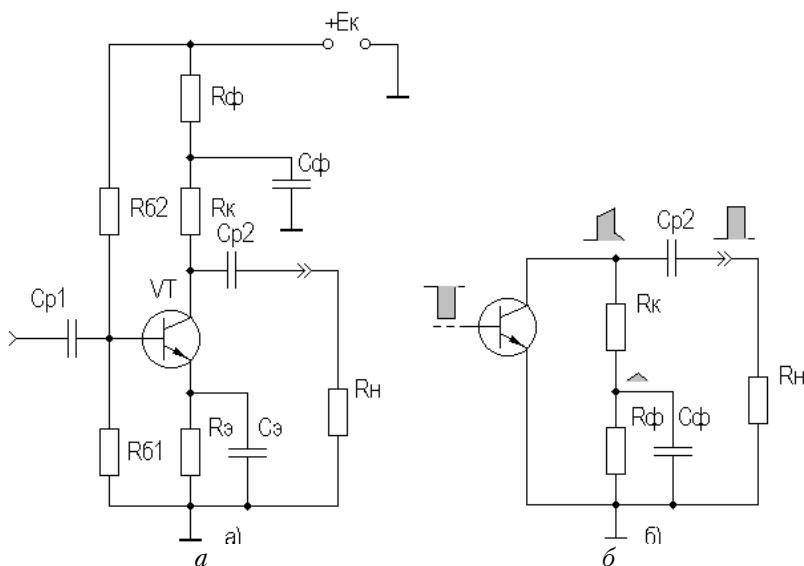 +Eк
Rф
Cф
Rб2
Rк
Cр2
Cр2
VT
Cр1
Rк
Rн
Rн
Rэ
Cэ
Rф
Cф
Rб1
а)
б)
а
б